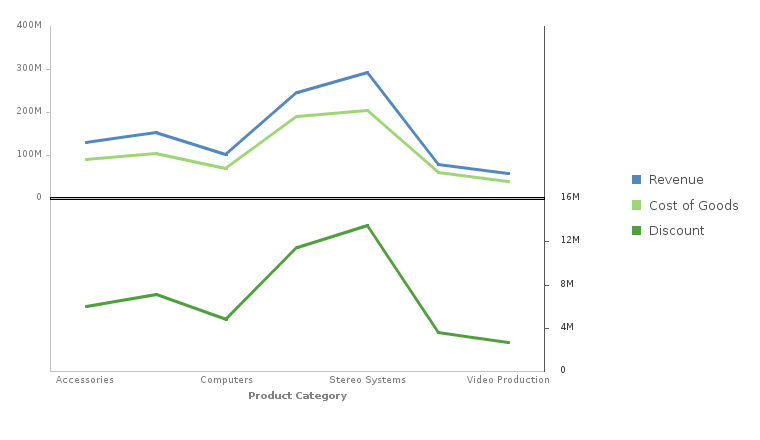 400M
300M
200M
100M
0
16M
12M
8M
4M
0
Accessories Computers Stereo Systems Video Production
Product Category
Revenue
Cost of Goods
Discount